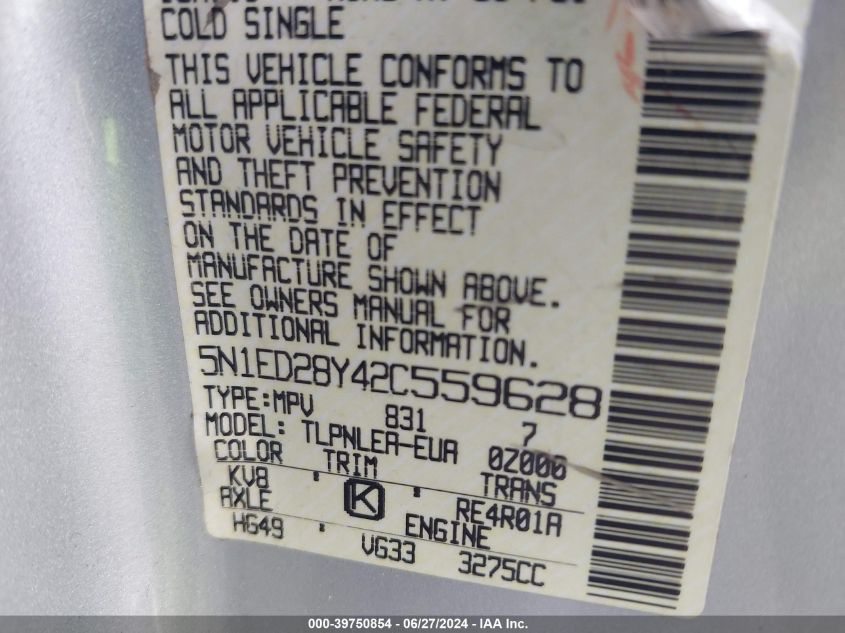 COLD SINGLE
THIS VEHICLE CONFORMS TO
ALL APPLICABLE FEDERAL
MOTOR VEHICLE SAFETY
AND THEFT PREVENTION
STANDARDS IN EFFECT
ON THE DATE OF
MANUFACTURE SHOWN ABOVE.
SEE OWNERS MANUAL FOR
ADDITIONAL INFORMATION.
5N1ED28Y42C559628
TYPE:MPV 831 7
MODEL: TLPNLEA-EUA 0Z000
COLOR TRIM TRANS
KV8 : K : RE4R01A
AXLE ENGINE
HG49 : VG33 3275CC
000-39750854 - 06/27/2024 - IAA Inc.